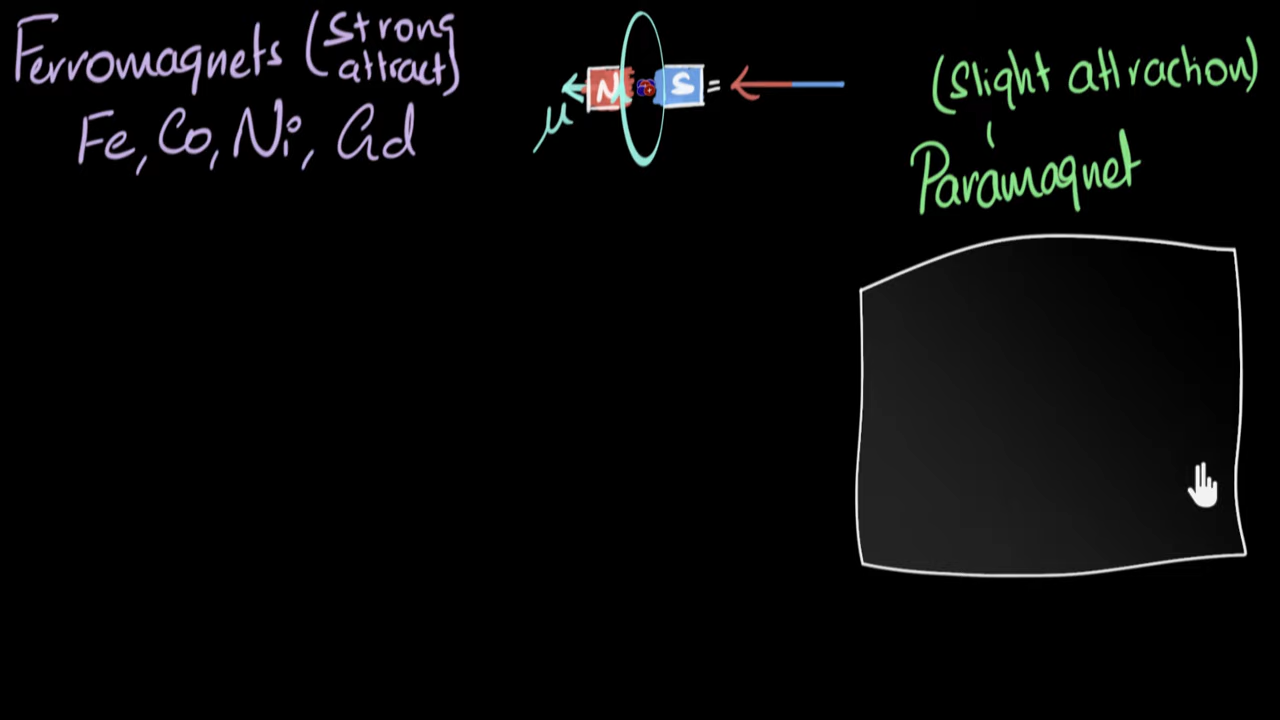 Ferromagnets (Strong attract)
Fe, Co, Ni, Gd
N S =
μ
(Slight attraction)
Paramagnet